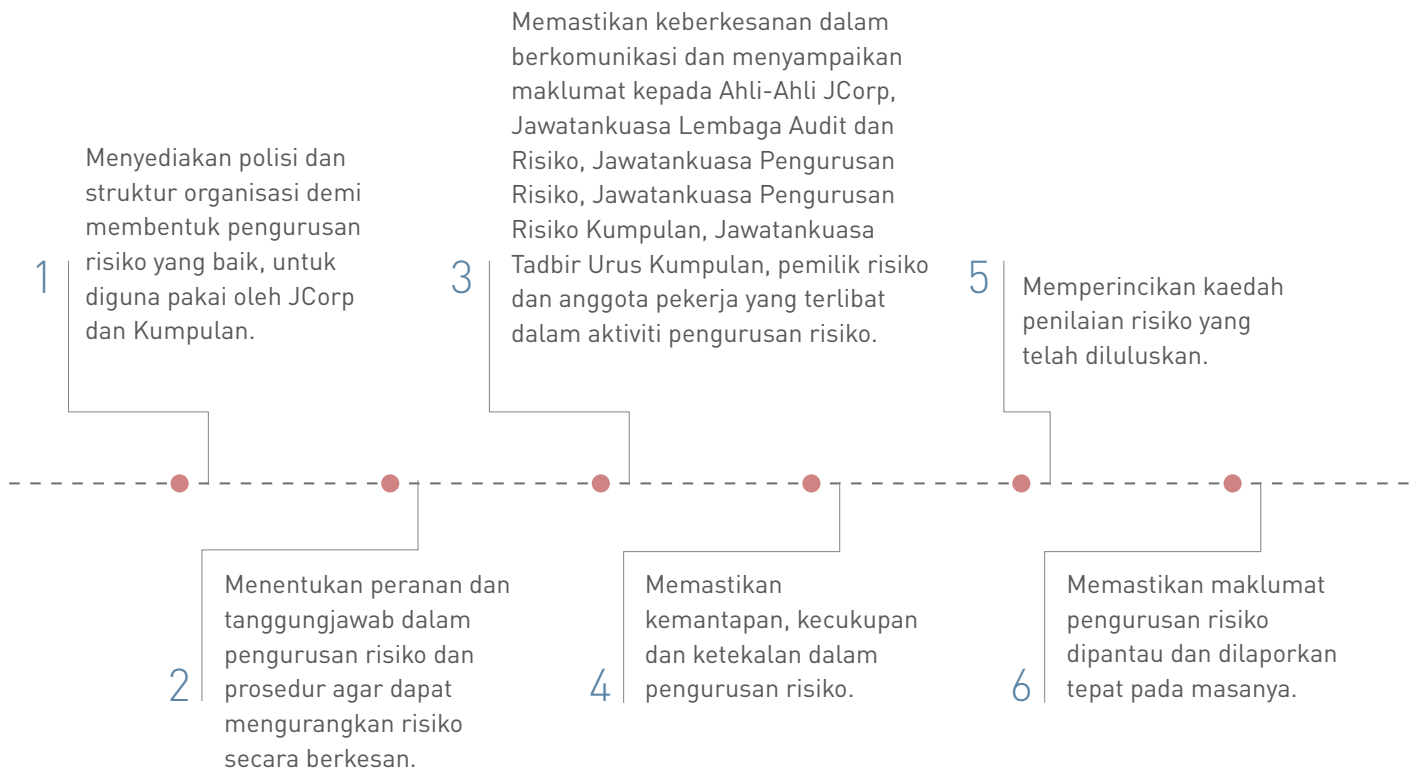 1
Menyediakan polisi dan
struktur organisasi demi
membentuk pengurusan
risiko yang baik, untuk
diguna pakai oleh JCorp
dan Kumpulan.
2
Menentukan peranan dan
tanggungjawab dalam
pengurusan risiko dan
prosedur agar dapat
mengurangkan risiko
secara berkesan.
3
Memastikan keberkesanan dalam
berkomunikasi dan menyampaikan
maklumat kepada Ahli-Ahli JCorp,
Jawatankuasa Lembaga Audit dan
Risiko, Jawatankuasa Pengurusan
Risiko, Jawatankuasa Pengurusan
Risiko Kumpulan, Jawatankuasa
Tadbir Urus Kumpulan, pemilik risiko
dan anggota pekerja yang terlibat
dalam aktiviti pengurusan risiko.
4
Memastikan
kemantapan, kecukupan
dan ketekalan dalam
pengurusan risiko.
5
Memperincikan kaedah
penilaian risiko yang
telah diluluskan.
6
Memastikan maklumat
pengurusan risiko
dipantau dan dilaporkan
tepat pada masanya.